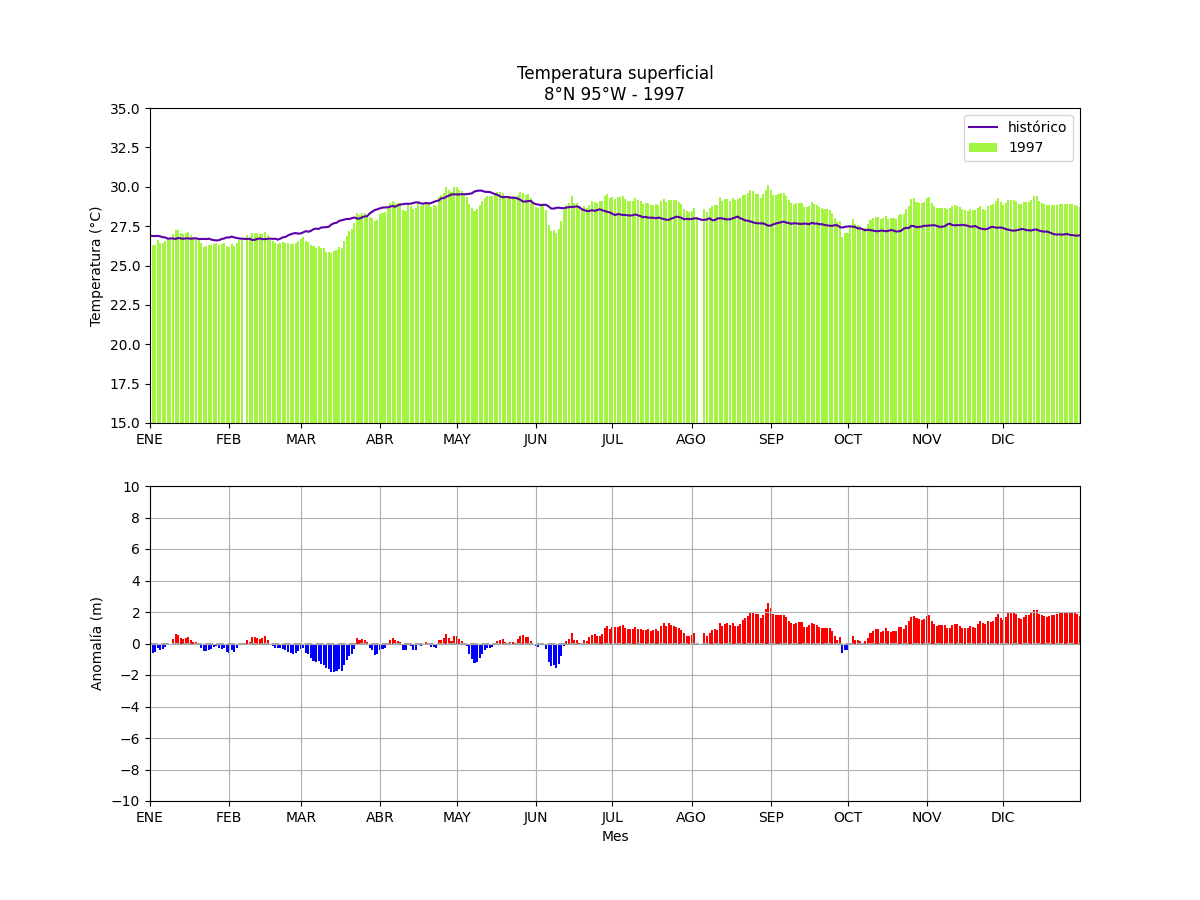 Temperatura superficial
8°N 95°W - 1997
35.0
32.5
30.0
27.5
25.0
22.5
20.0
17.5
15.0
Temperatura (°C)
histórico
1997
ENE FEB MAR ABR MAY JUN JUL AGO SEP OCT NOV DIC
10
8
6
4
2
0
−2
−4
−6
−8
−10
Anomalía (m)
ENE FEB MAR ABR MAY JUN JUL AGO SEP OCT NOV DIC
Mes